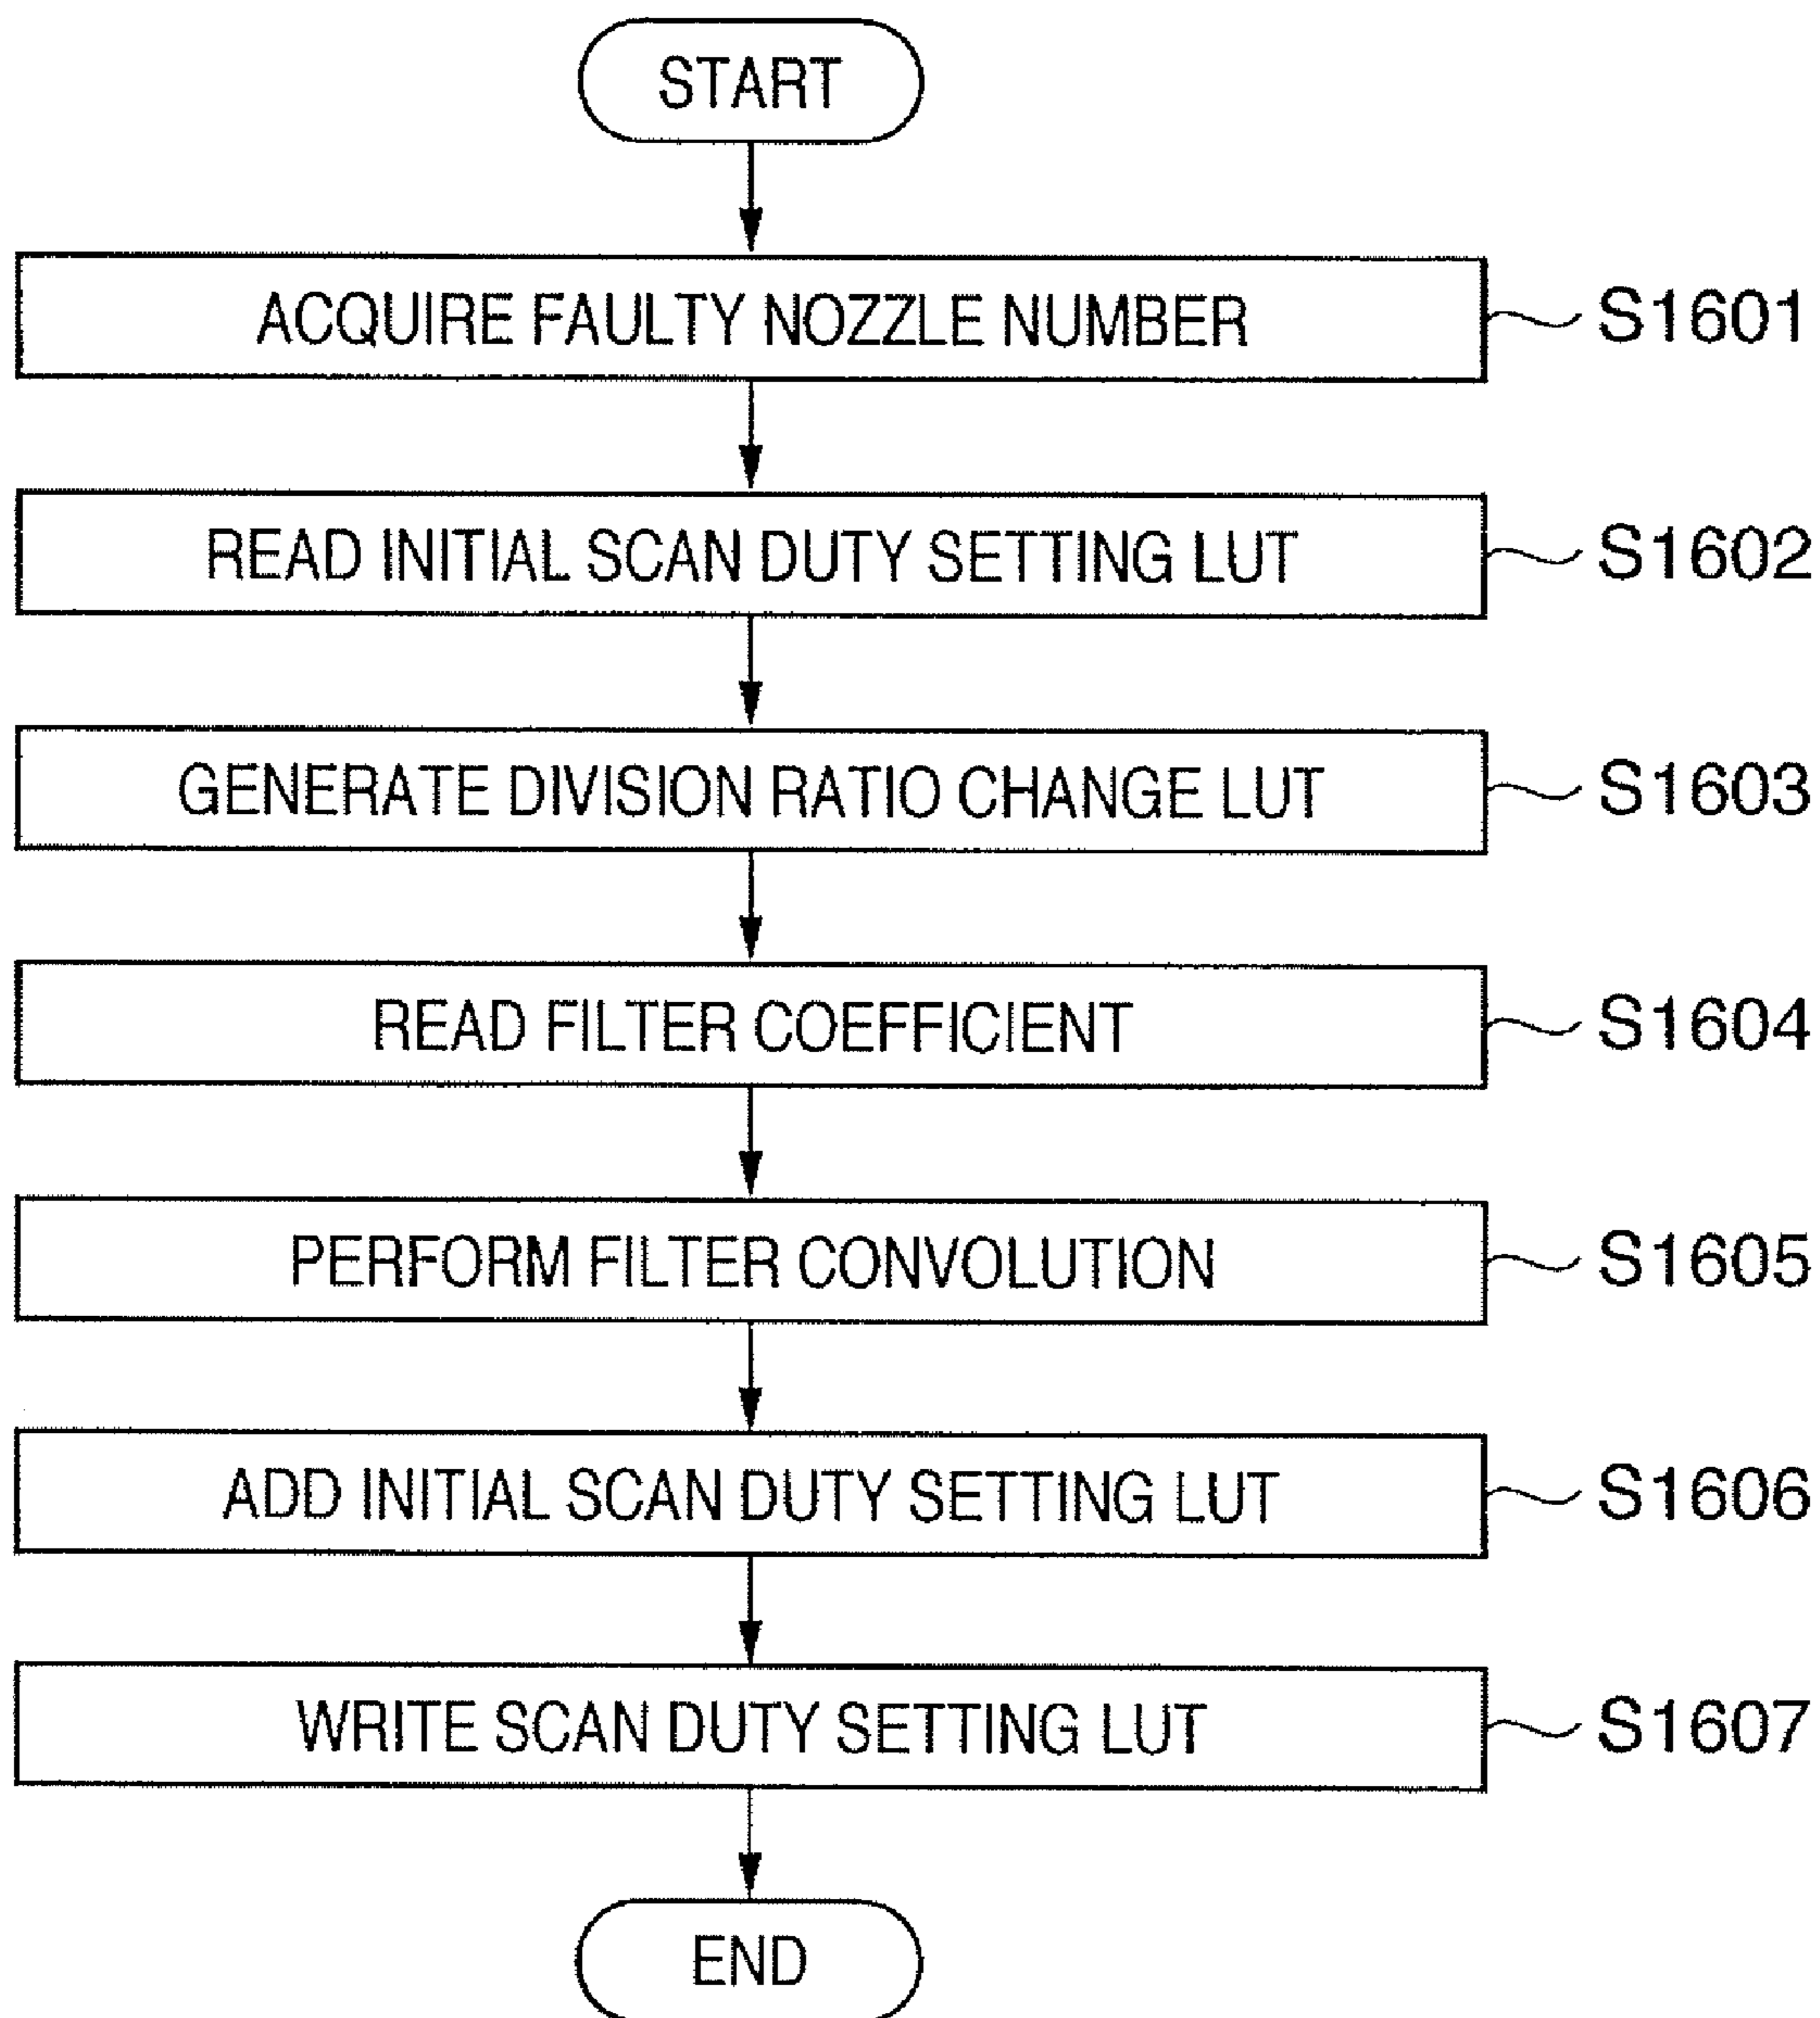 START
ACQUIRE FAULTY NOZZLE NUMBER S1601
READ INITIAL SCAN DUTY SETTING LUT S1602
GENERATE DIVISION RATIO CHANGE LUT S1603
READ FILTER COEFFICIENT S1604
PERFORM FILTER CONVOLUTION S1605
ADD INITIAL SCAN DUTY SETTING LUT S1606
WRITE SCAN DUTY SETTING LUT S1607
END